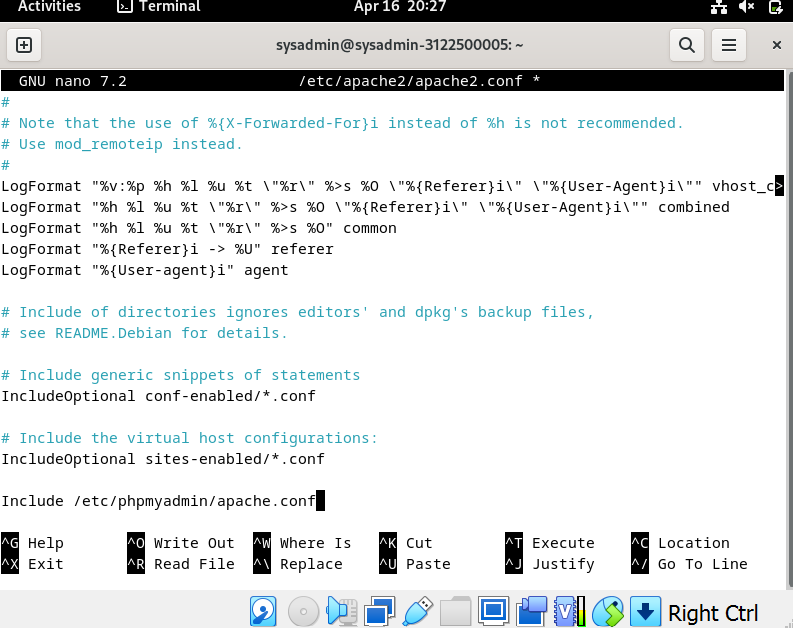 Activities Terminal Apr 16 20:27
sysadmin@sysadmin-3122500005: ~
GNU nano 7.2 /etc/apache2/apache2.conf *
#
# Note that the use of %{X-Forwarded-For}i instead of %h is not recommended.
# Use mod_remoteip instead.
#
LogFormat "%v:%p %h %l %u %t \"%r\" %>s %O \"%{Referer}i\" \"%{User-Agent}i\"" vhost_c>
LogFormat "%h %l %u %t \"%r\" %>s %O \"%{Referer}i\" \"%{User-Agent}i\"" combined
LogFormat "%h %l %u %t \"%r\" %>s %O" common
LogFormat "%{Referer}i -> %U" referer
LogFormat "%{User-agent}i" agent
# Include of directories ignores editors' and dpkg's backup files,
# see README.Debian for details.
# Include generic snippets of statements
IncludeOptional conf-enabled/*.conf
# Include the virtual host configurations:
IncludeOptional sites-enabled/*.conf
Include /etc/phpmyadmin/apache.conf
^G Help ^O Write Out ^W Where Is ^K Cut ^T Execute ^C Location
^X Exit ^R Read File ^\ Replace ^U Paste ^J Justify ^/ Go To Line
Right Ctrl